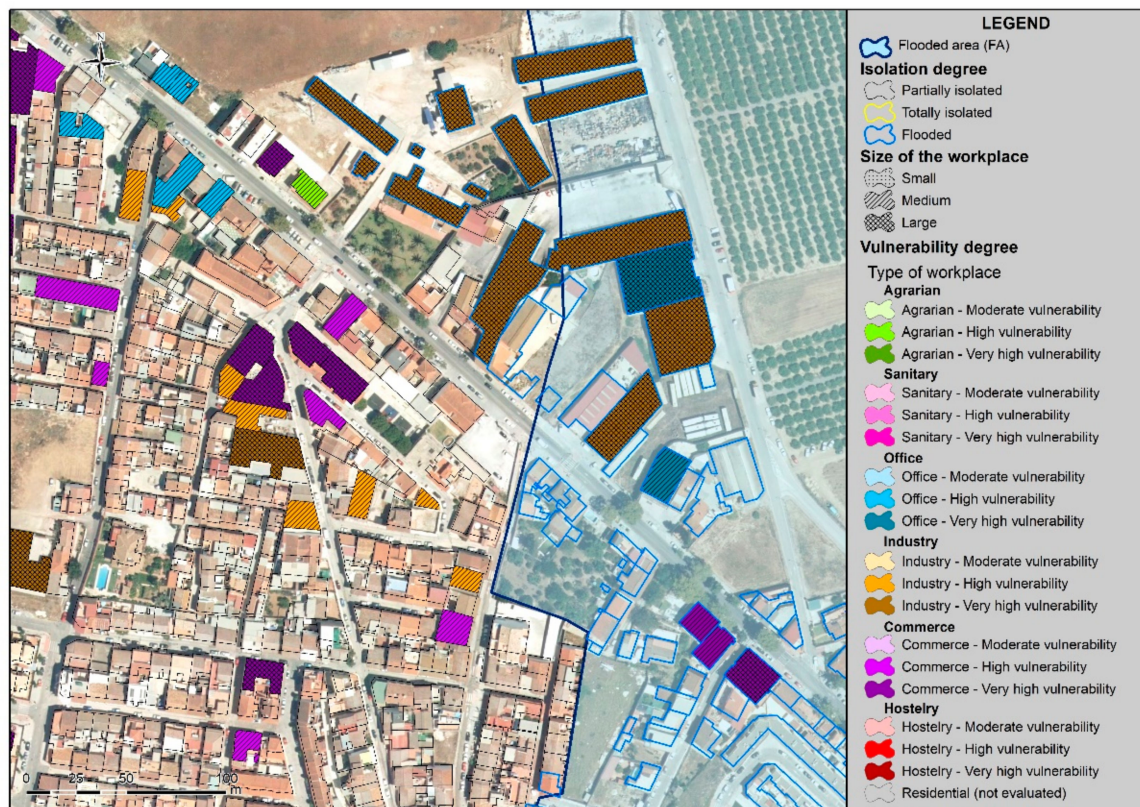 N
0 25 50 100
m
LEGEND
Flooded area (FA)
Isolation degree
Partially isolated
Totally isolated
Flooded
Size of the workplace
Small
Medium
Large
Vulnerability degree
Type of workplace
Agrarian
Agrarian - Moderate vulnerability
Agrarian - High vulnerability
Agrarian - Very high vulnerability
Sanitary
Sanitary - Moderate vulnerability
Sanitary - High vulnerability
Sanitary - Very high vulnerability
Office
Office - Moderate vulnerability
Office - High vulnerability
Office - Very high vulnerability
Industry
Industry - Moderate vulnerability
Industry - High vulnerability
Industry - Very high vulnerability
Commerce
Commerce - Moderate vulnerability
Commerce - High vulnerability
Commerce - Very high vulnerability
Hostelry
Hostelry - Moderate vulnerability
Hostelry - High vulnerability
Hostelry - Very high vulnerability
Residential (not evaluated)